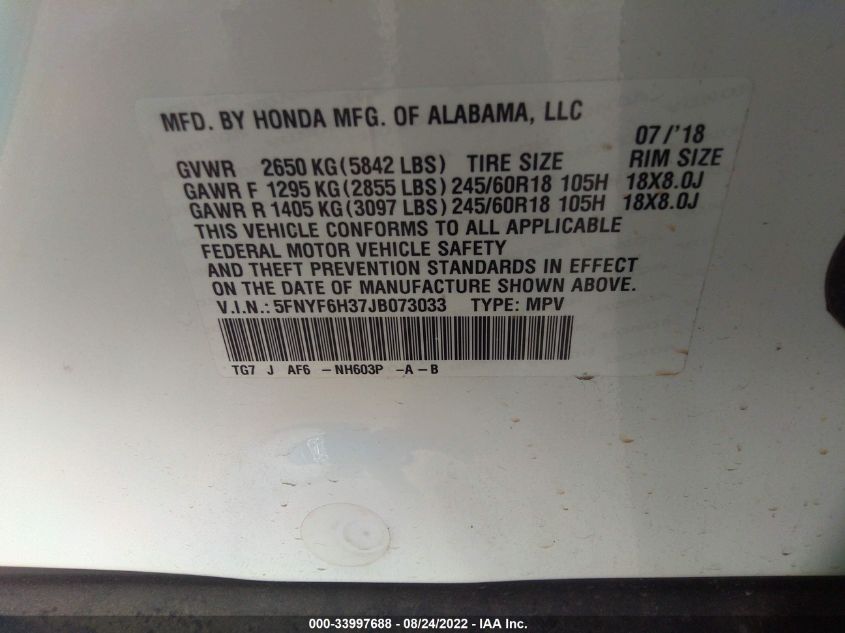 MFD. BY HONDA MFG. OF ALABAMA, LLC
07/'18
GVWR 2650 KG(5842 LBS) TIRE SIZE RIM SIZE
GAWR F 1295 KG(2855 LBS)245/60R18 105H 18X8.0J
GAWR R 1405 KG(3097 LBS)245/60R18 105H 18X8.0J
THIS VEHICLE CONFORMS TO ALL APPLICABLE
FEDERAL MOTOR VEHICLE SAFETY
AND THEFT PREVENTION STANDARDS IN EFFECT
ON THE DATE OF MANUFACTURE SHOWN ABOVE.
V.I.N.: 5FNYF6H37JB073033 TYPE: MPV
TG7 J AF6 -NH603P -A-B
000-33997688 - 08/24/2022 - IAA Inc.